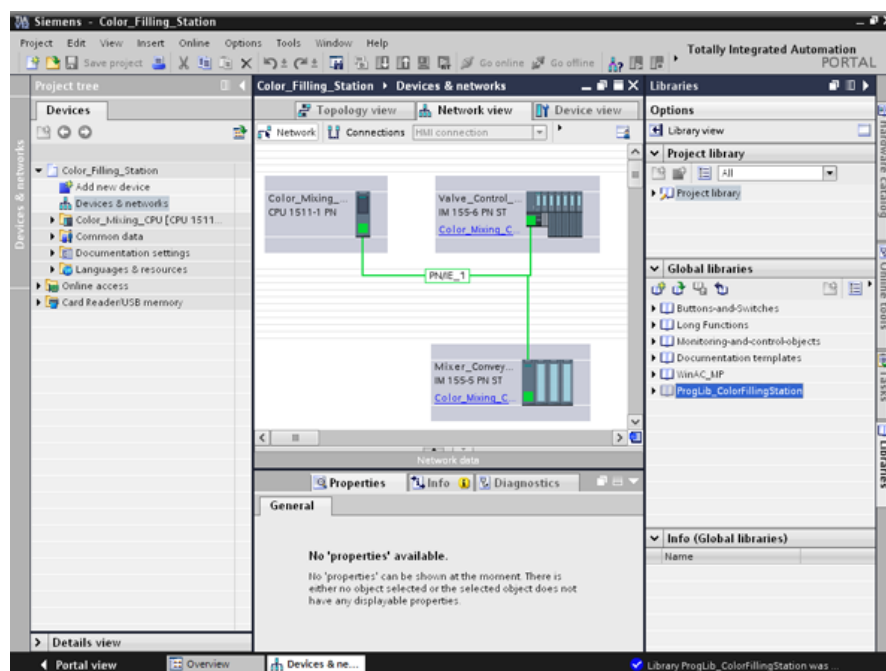 Siemens - Color_Filling_Station
Project Edit View Insert Online Options Tools Window Help
Save project
Go online
Go offline
Totally Integrated Automation
PORTAL
Project tree
Devices
Devices & networks
Color_Filling_Station
Add new device
Devices & networks
Color_Mixing_CPU [CPU 1511...
Common data
Documentation settings
Languages & resources
Online access
Card Reader/USB memory
Details view
Color_Filling_Station Devices & networks
Topology view
Network view
Device view
Network
Connections
HMI connection
Color_Mixing_...
CPU 1511-1 PN
Valve_Control_...
IM 155-6 PN ST
Color_Mixing_C...
PN/IE_1
Mixer_Convey...
IM 155-5 PN ST
Color_Mixing_C...
Network data
Properties
Info
Diagnostics
General
No 'properties' available.
No 'properties' can be shown at the moment. There is
either no object selected or the selected object does not
have any displayable properties.
Libraries
Options
Library view
Project library
All
Project library
Global libraries
Buttons-and-Switches
Long Functions
Monitoring-and-control-objects
Documentation templates
WinAC_MP
ProgLib_ColorFillingStation
Info (Global libraries)
Name
Hardware catalog
Online tools
Tasks
Libraries
Portal view
Overview
Devices & ne...
Library ProgLib_ColorFillingStation was ...